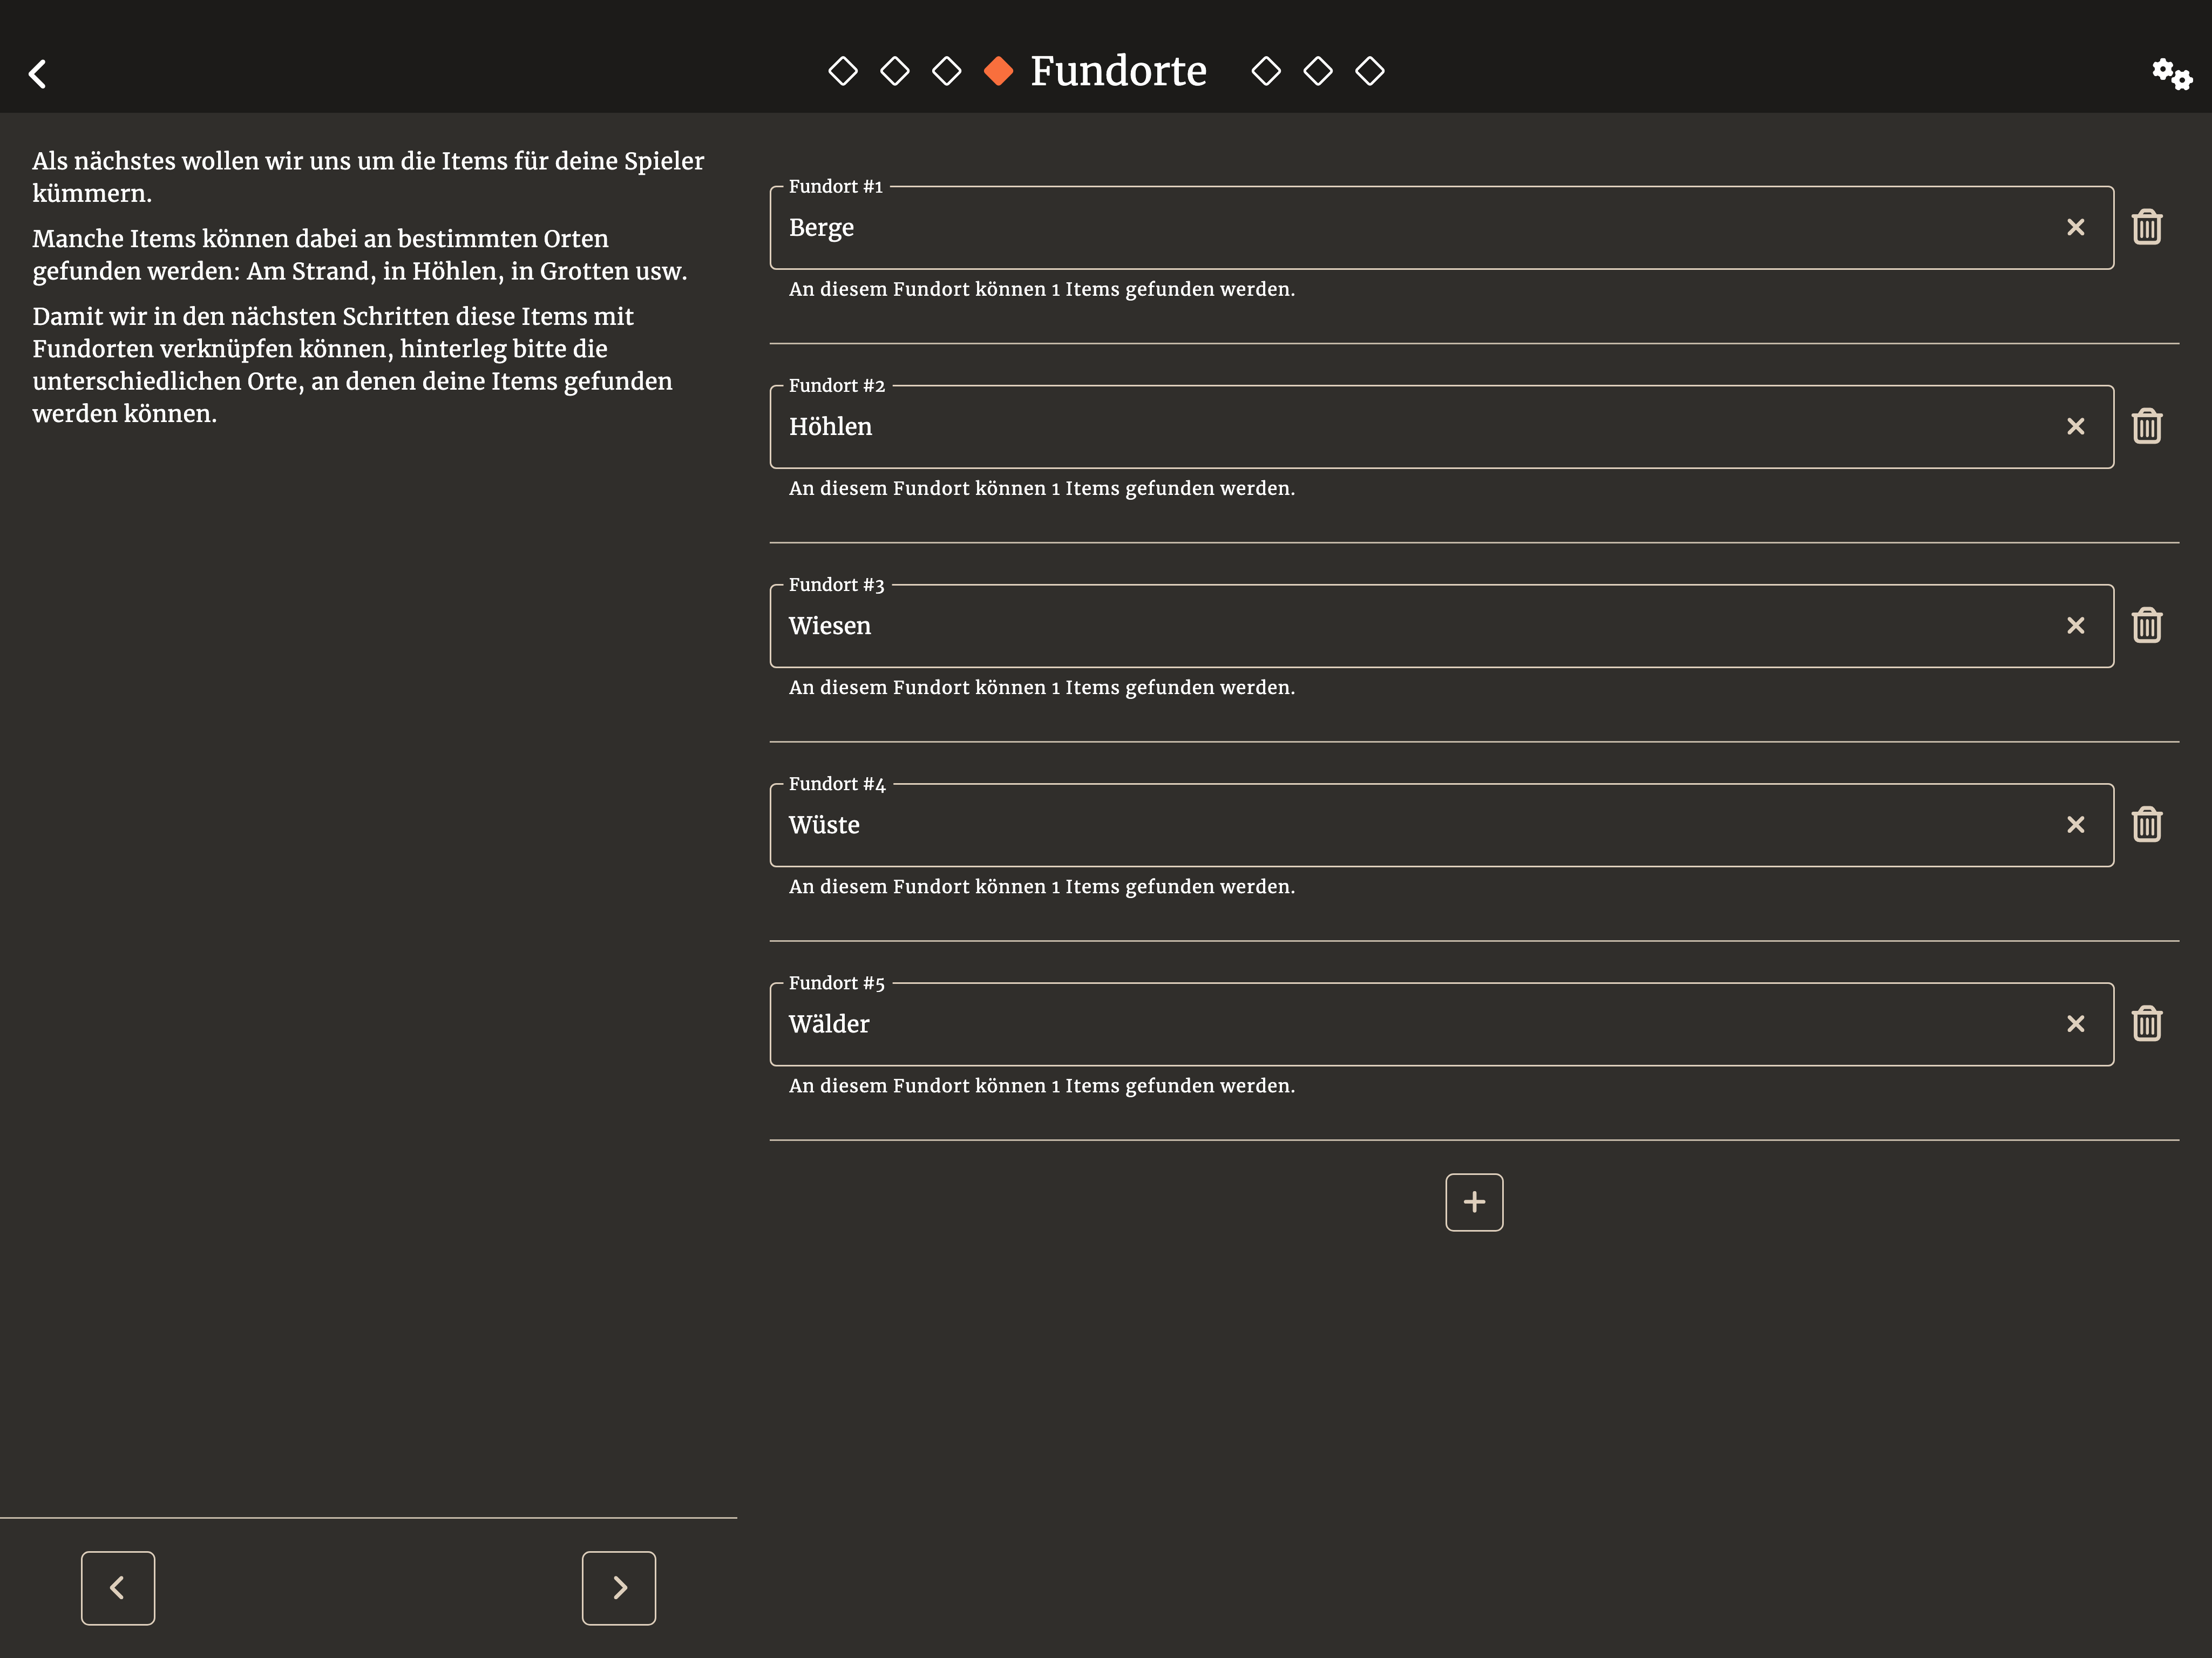 Fundorte
Als nächstes wollen wir uns um die Items für deine Spieler
kümmern.
Manche Items können dabei an bestimmten Orten
gefunden werden: Am Strand, in Höhlen, in Grotten usw.
Damit wir in den nächsten Schritten diese Items mit
Fundorten verknüpfen können, hinterleg bitte die
unterschiedlichen Orte, an denen deine Items gefunden
werden können.
Fundort #1
Berge
An diesem Fundort können 1 Items gefunden werden.
Fundort #2
Höhlen
An diesem Fundort können 1 Items gefunden werden.
Fundort #3
Wiesen
An diesem Fundort können 1 Items gefunden werden.
Fundort #4
Wüste
An diesem Fundort können 1 Items gefunden werden.
Fundort #5
Wälder
An diesem Fundort können 1 Items gefunden werden.